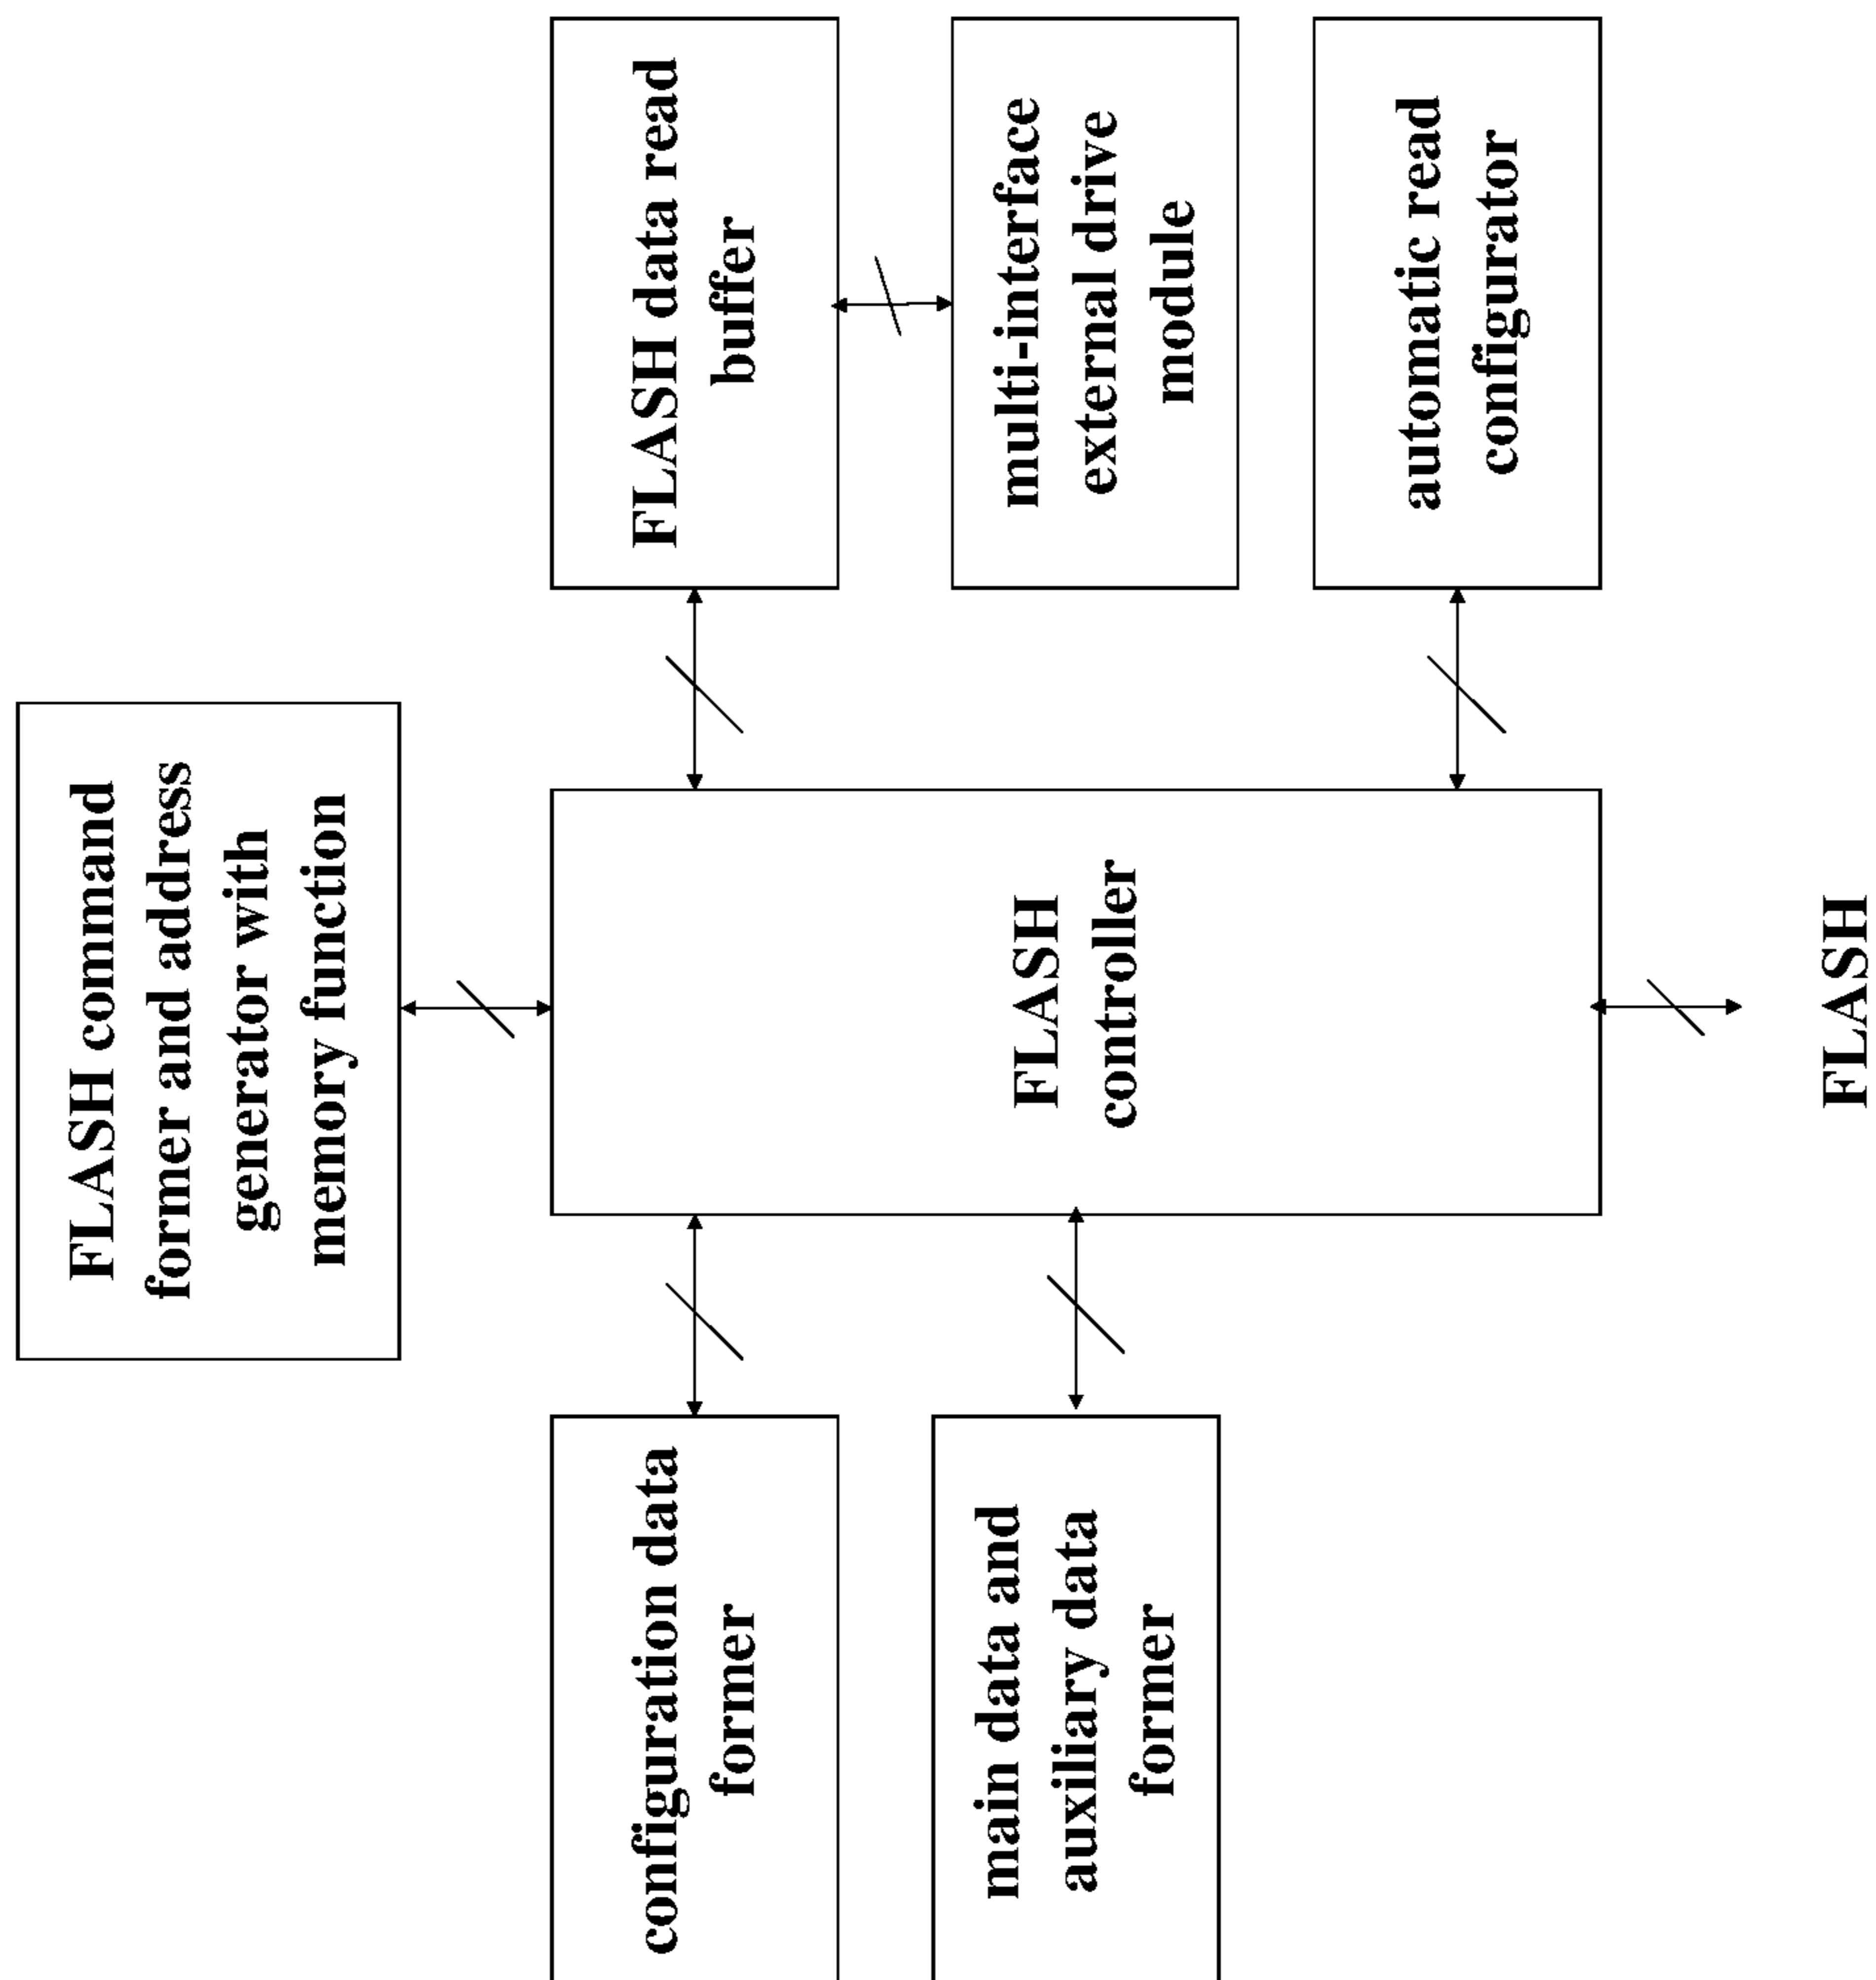 FLASH command
former and address
generator with
memory function
configuration data
former
main data and
auxiliary data
former
FLASH
controller
FLASH data read
buffer
multi-interface
external drive
module
automatic read
configurator
FLASH